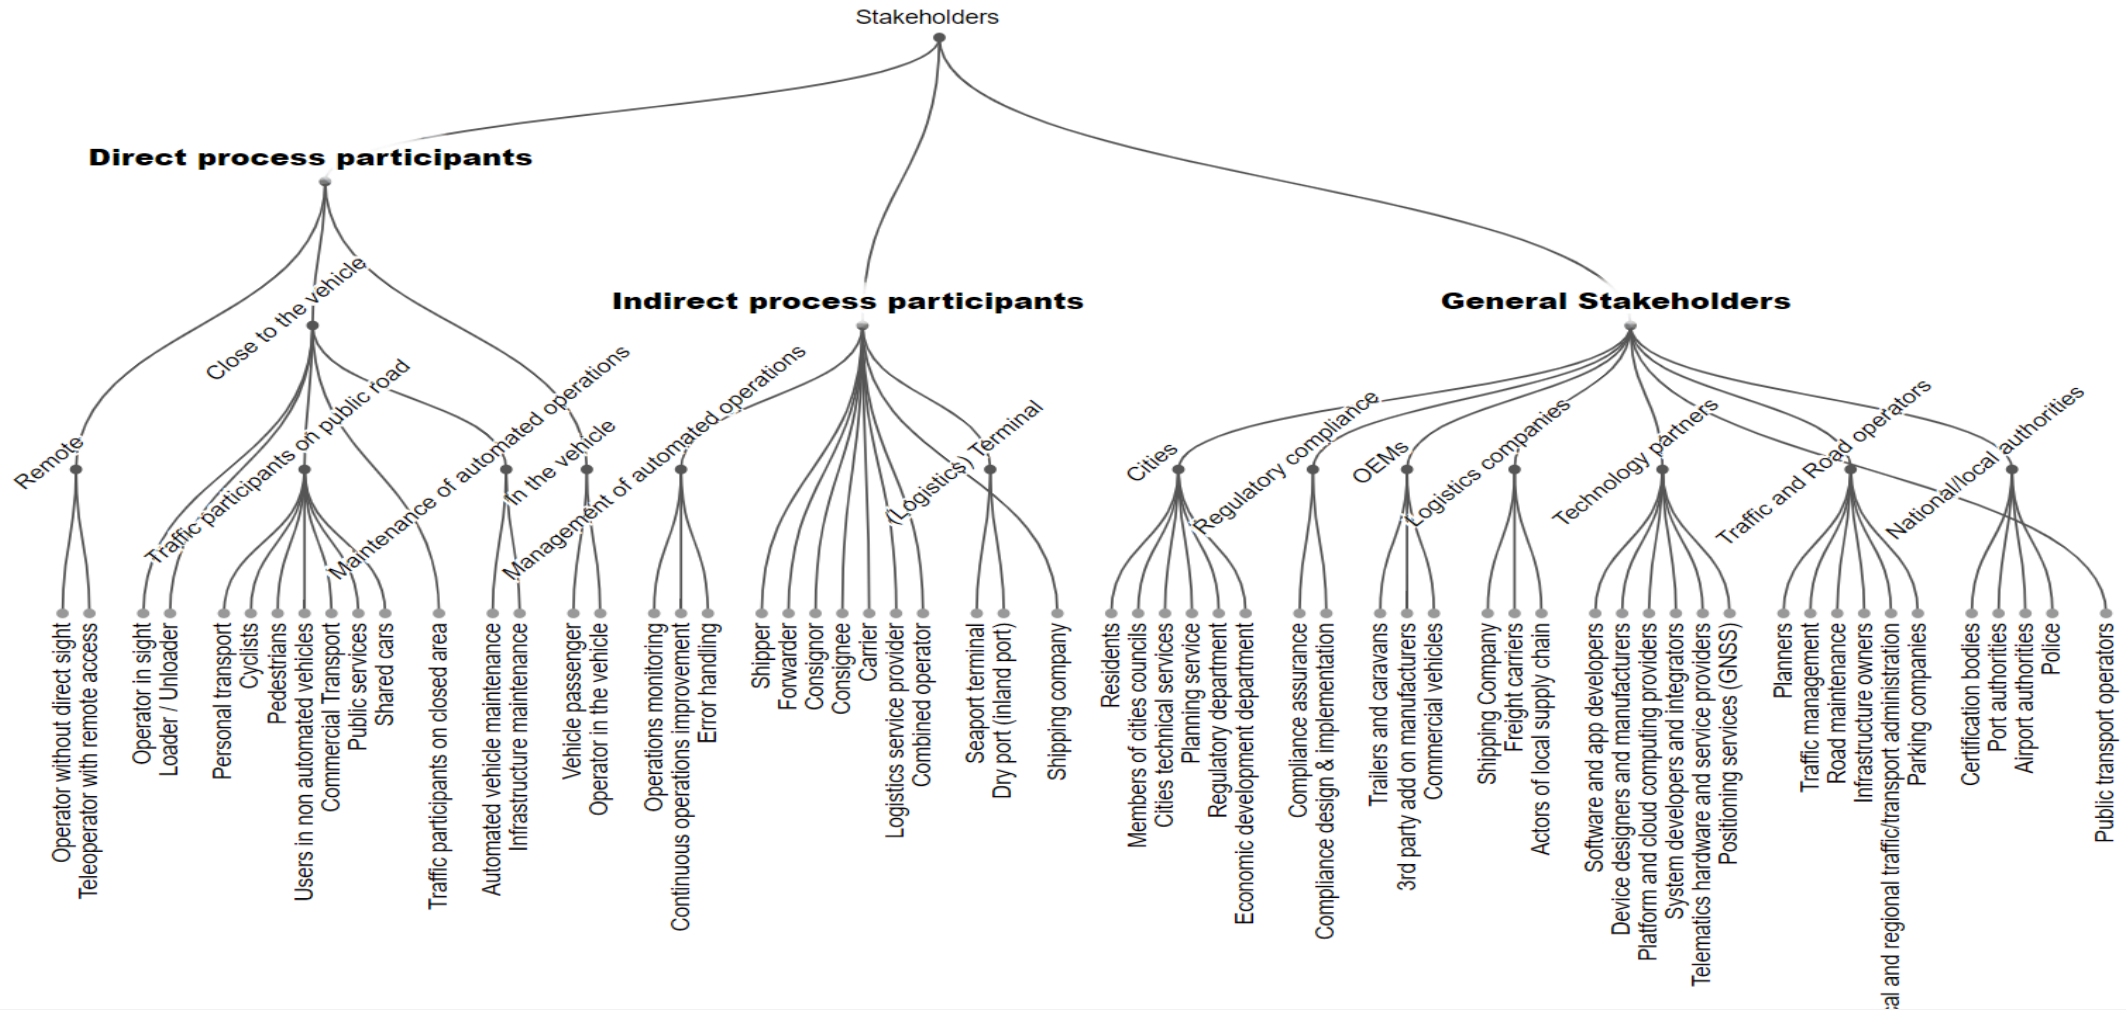 Stakeholders
Direct process participants
Indirect process participants
General Stakeholders
Close to the vehicle
Remote
Traffic participants on public road
Maintenance of automated operations
In the vehicle
Management of automated operations
(Logistics) Terminal
Cities
Regulatory compliance
OEMs
Logistics companies
Technology partners
Traffic and Road operators
National/local authorities
Operator without direct sight
Teleoperator with remote access
Operator in sight
Loader / Unloader
Personal transport
Cyclists
Pedestrians
Users in non automated vehicles
Commercial Transport
Public services
Shared cars
Traffic participants on closed area
Automated vehicle maintenance
Infrastructure maintenance
Vehicle passenger
Operator in the vehicle
Operations monitoring
Continuous operations improvement
Error handling
Shipper
Forwarder
Consignor
Consignee
Carrier
Logistics service provider
Combined operator
Seaport terminal
Dry port (inland port)
Shipping company
Residents
Members of cities councils
Cities technical services
Planning service
Regulatory department
Economic development department
Compliance assurance
Compliance design & implementation
Trailers and caravans
3rd party add on manufacturers
Commercial vehicles
Shipping Company
Freight carriers
Actors of local supply chain
Software and app developers
Device designers and manufacturers
Platform and cloud computing providers
System developers and integrators
Telematics hardware and service providers
Positioning services (GNSS)
Planners
Traffic management
Road maintenance
Infrastructure owners
and regional traffic/transport administration
Parking companies
Certification bodies
Port authorities
Airport authorities
Police
Public transport operators